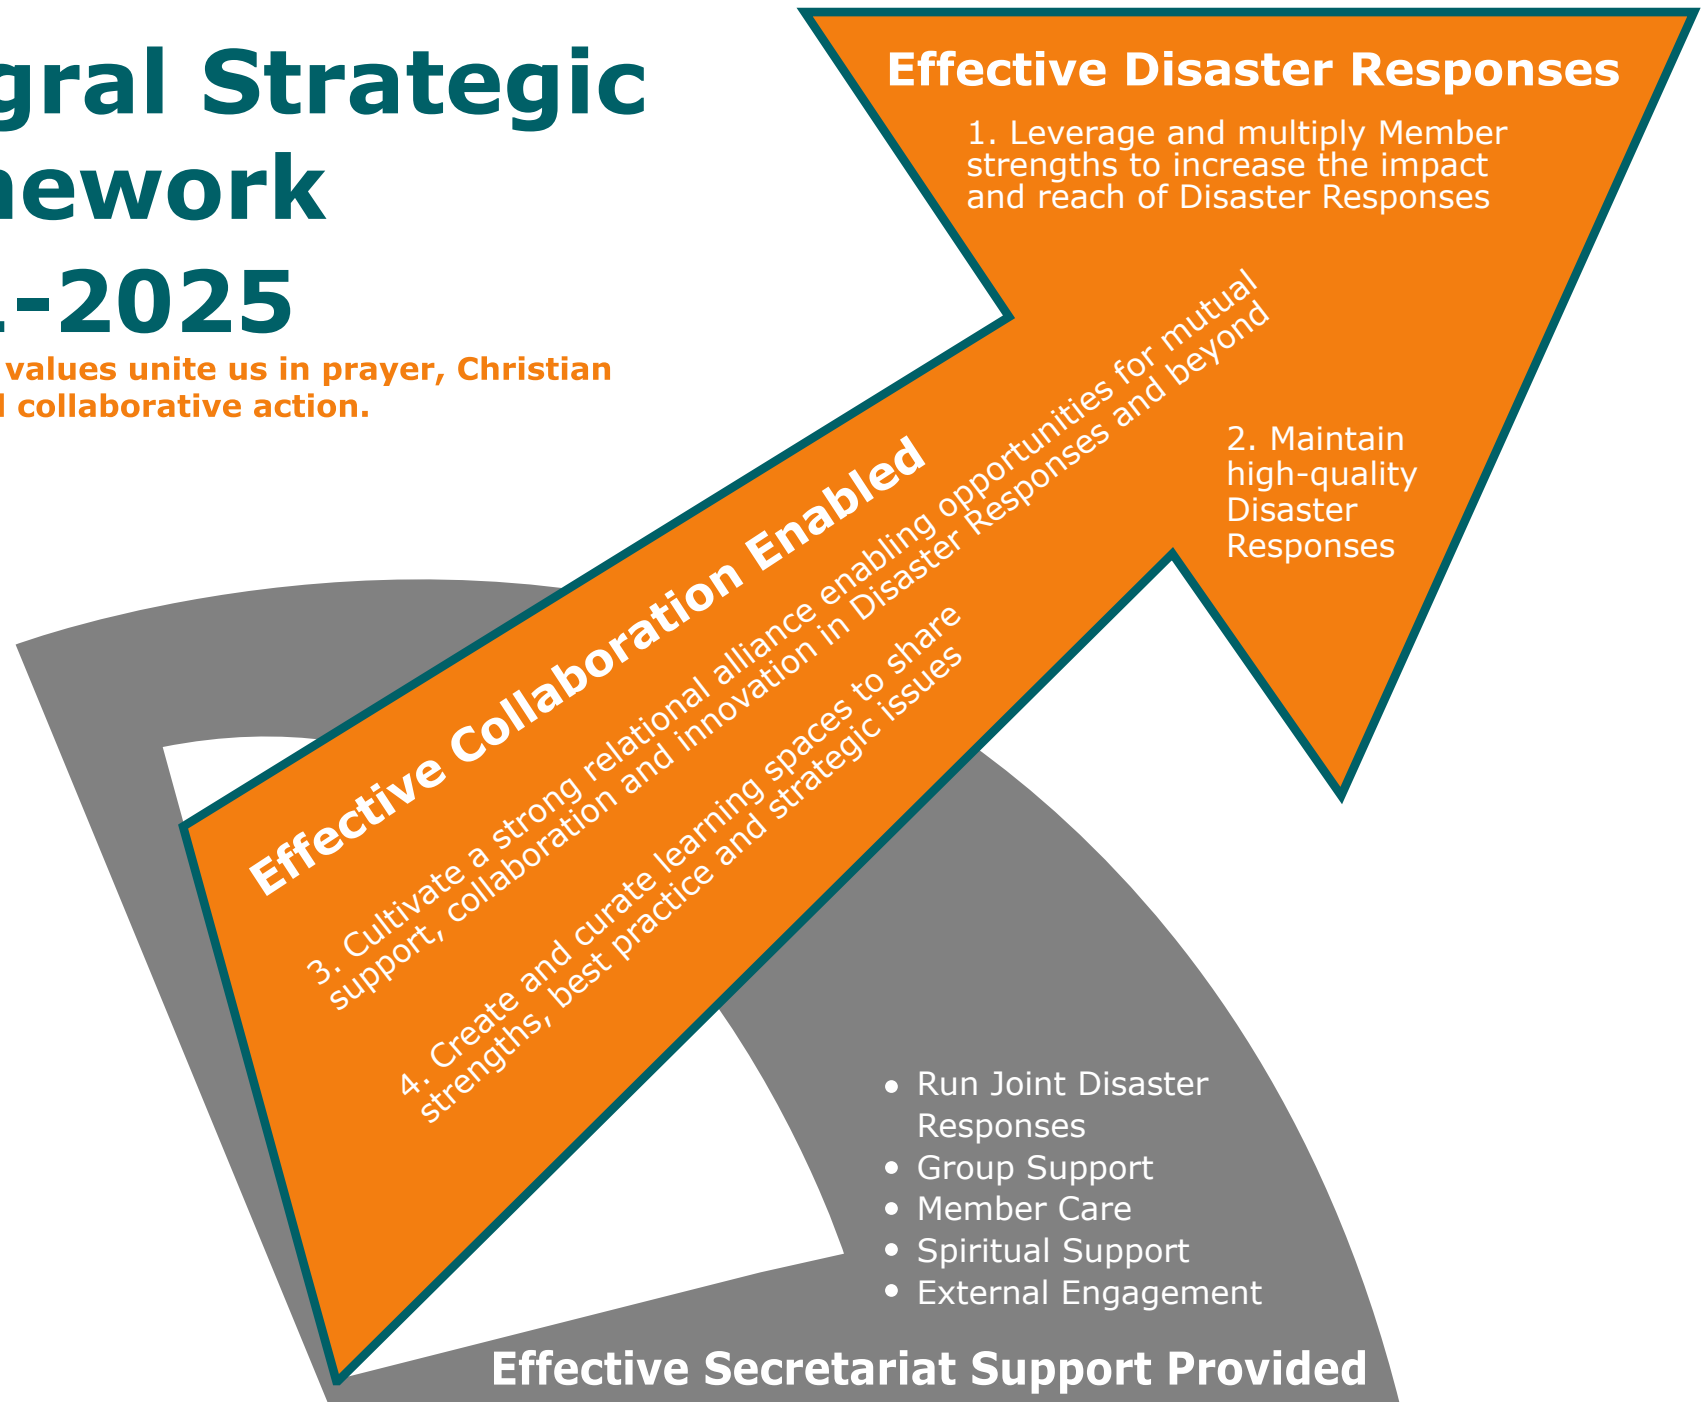 gral Strategic
ework
-2025
values unite us in prayer, Christian
collaborative action.
Effective Disaster Responses
1. Leverage and multiply Member
strengths to increase the impact
and reach of Disaster Responses
2. Maintain
high-quality
Disaster
Responses
Effective Collaboration Enabled
3. Cultivate a strong relational alliance enabling opportunities for mutual
support, collaboration and innovation in Disaster Responses and beyond
4. Create and curate learning spaces to share
strengths, best practice and strategic issues
• Run Joint Disaster
Responses
• Group Support
• Member Care
• Spiritual Support
• External Engagement
Effective Secretariat Support Provided